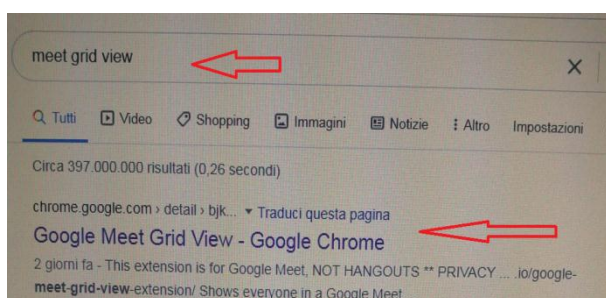 meet grid view
Tutti Video Shopping Immagini Notizie Altro Impostazioni
Circa 397.000.000 risultati (0,26 secondi)
chrome.google.com › detail › bjk... ▼ Traduci questa pagina
Google Meet Grid View - Google Chrome
2 giorni fa - This extension is for Google Meet, NOT HANGOUTS ** PRIVACY ... .io/google-
meet-grid-view-extension/ Shows everyone in a Google Meet